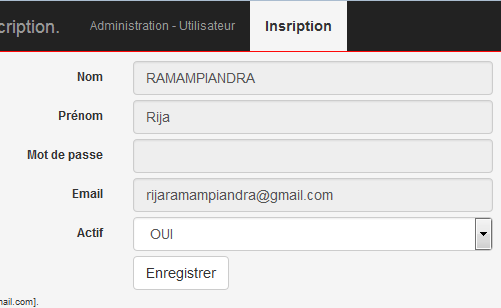 cription. Administration - Utilisateur Insription
Nom RAMAMPIANDRA
Prénom Rija
Mot de passe
Email rijaramampiandra@gmail.com
Actif OUI
Enregistrer
mail.com].